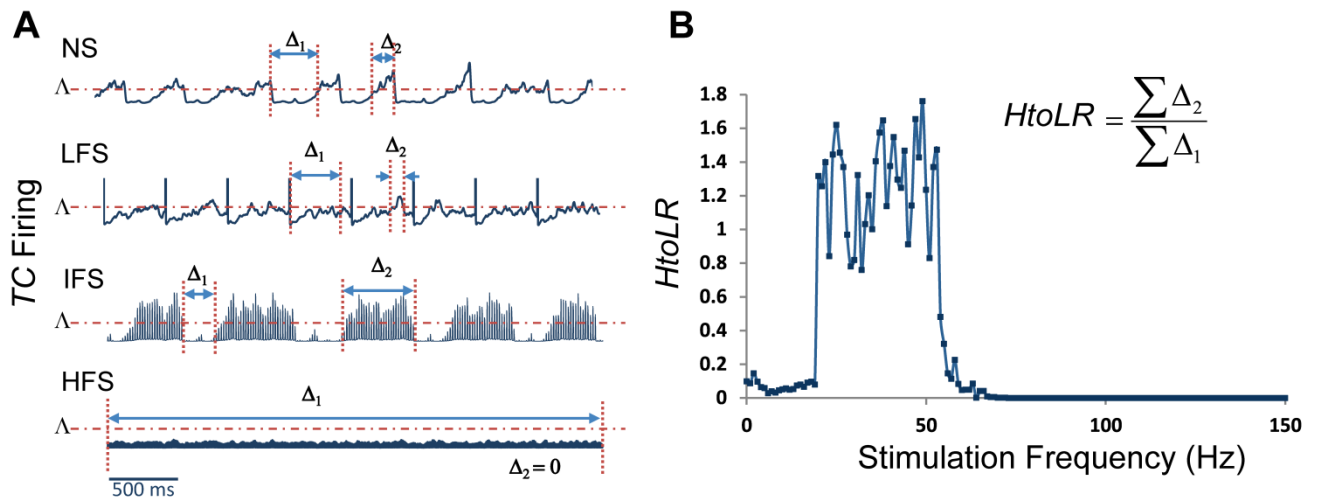 A
NS
Δ1
Δ2
Λ
LFS
Δ1
Δ2
Λ
TC Firing
IFS
Δ1
Δ2
Λ
HFS
Δ1
Λ
Δ2 = 0
500 ms
B
HtoLR = ∑Δ2 / ∑Δ1
HtoLR
1.8
1.6
1.4
1.2
1
0.8
0.6
0.4
0.2
0
0 50 100 150
Stimulation Frequency (Hz)